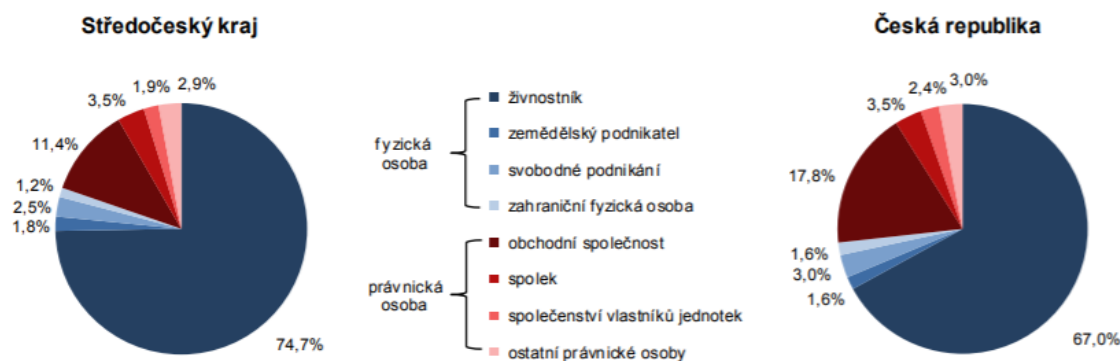 Středočeský kraj
2,9%
1,9%
3,5%
11,4%
1,2%
2,5%
1,8%
74,7%
fyzická
osoba
živnostník
zemědělský podnikatel
svobodné podnikání
zahraniční fyzická osoba
právnická
osoba
obchodní společnost
spolek
společenství vlastníků jednotek
ostatní právnické osoby
Česká republika
3,0%
2,4%
3,5%
17,8%
1,6%
3,0%
1,6%
67,0%